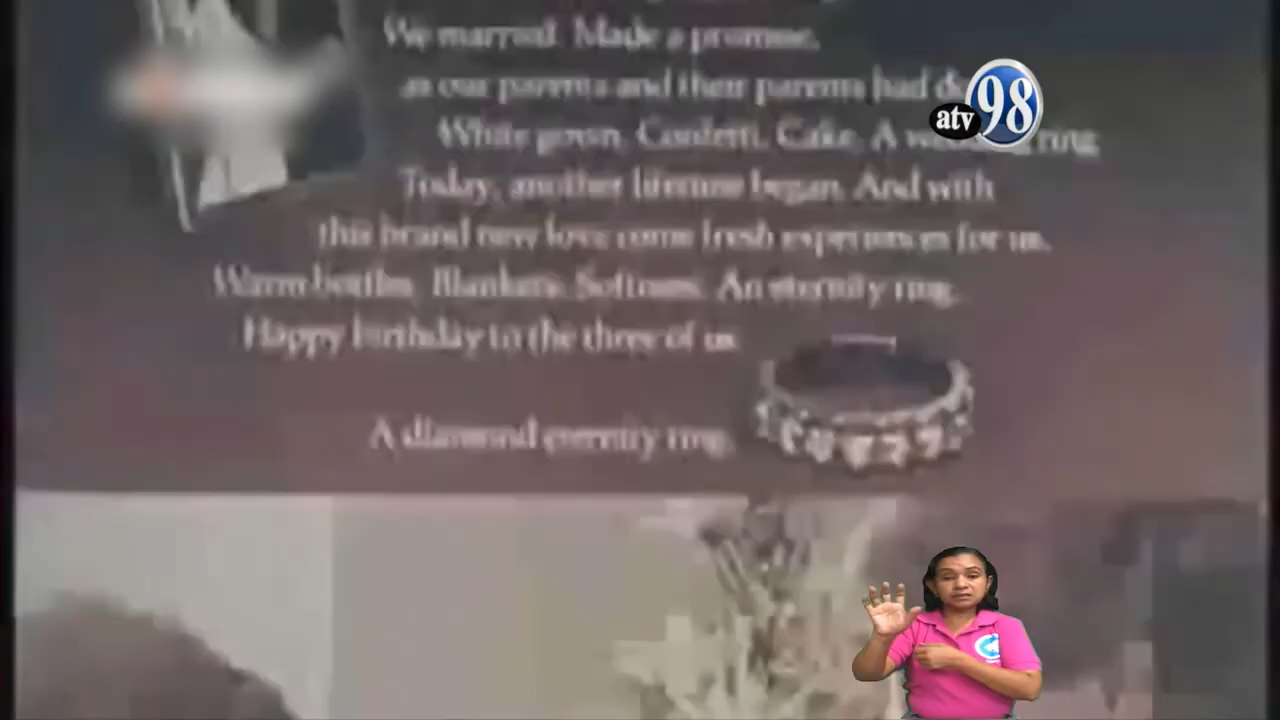 We married. Made a promise,
as our parents and their parents had
White gown. Confetti. Cake. A ring
Today, another lifetime began. And with
this brand new love come fresh experiences for us.
Warm bottles. Blankets. Softness. An eternity ring.
Happy birthday to the three of us
A diamond eternity ring.
atv 98